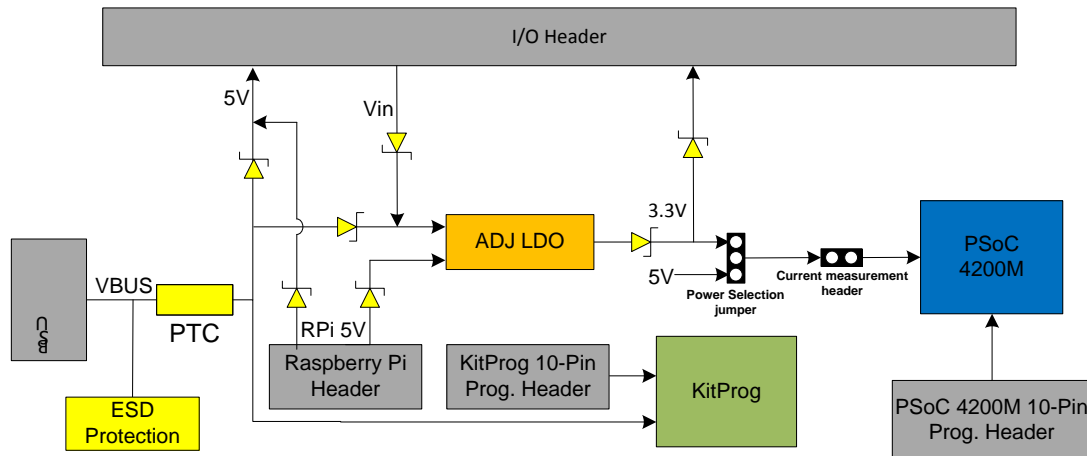 I/O Header
5V
Vin
3.3V
ADJ LDO
PSoC
4200M
5V
Power Selection
jumper
Current measurement
header
USB
VBUS
PTC
RPi 5V
Raspberry Pi
Header
KitProg 10-Pin
Prog. Header
KitProg
ESD
Protection
PSoC 4200M 10-Pin
Prog. Header